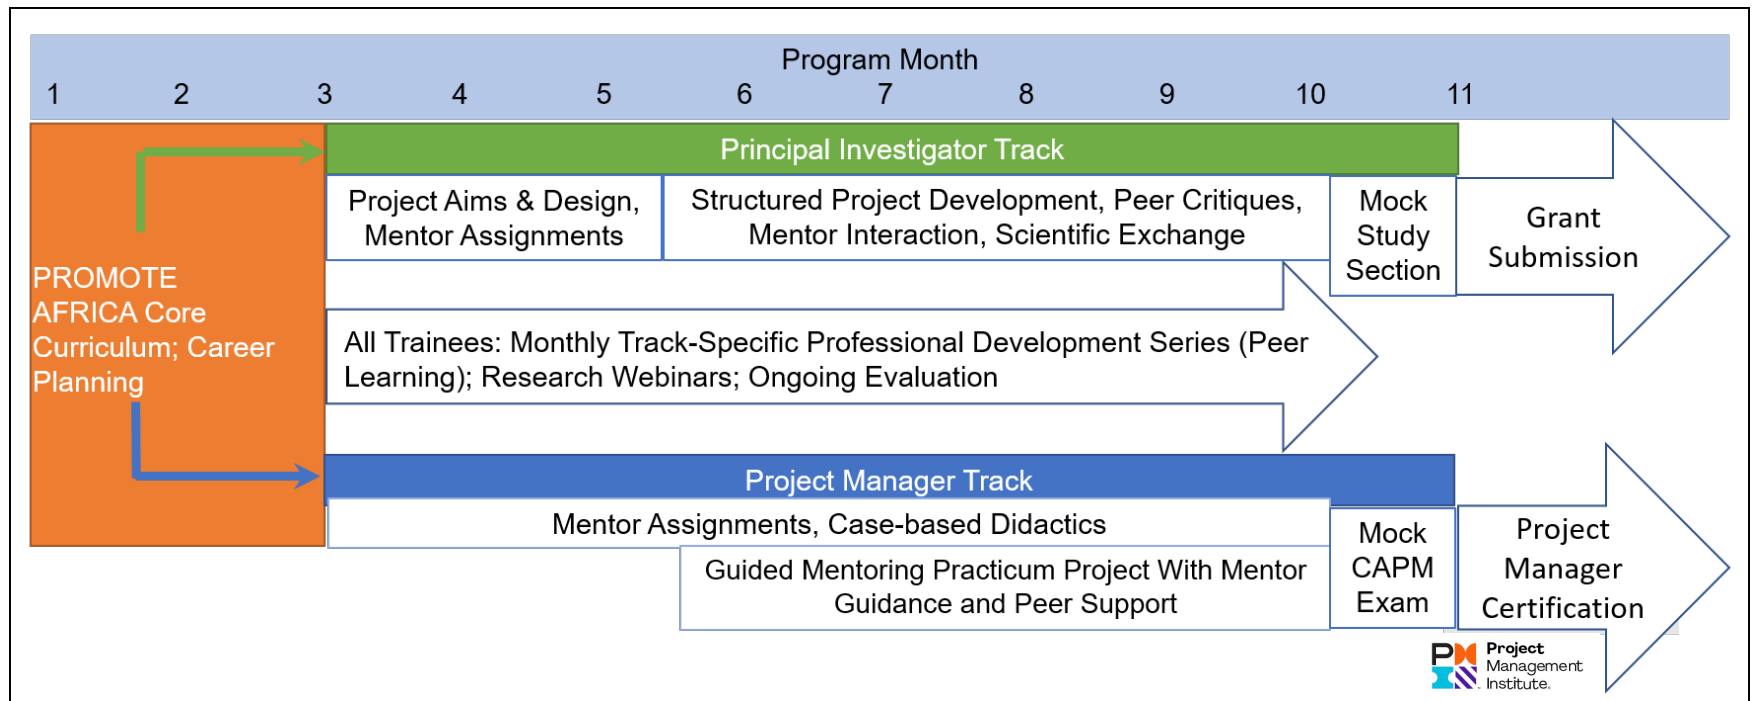 Program Month
1 2 3 4 5 6 7 8 9 10 11
Principal Investigator Track
Project Aims & Design,
Mentor Assignments
Structured Project Development, Peer Critiques,
Mentor Interaction, Scientific Exchange
Mock
Study
Section
Grant
Submission
PROMOTE
AFRICA Core
Curriculum; Career
Planning
All Trainees: Monthly Track-Specific Professional Development Series (Peer
Learning); Research Webinars; Ongoing Evaluation
Project Manager Track
Mentor Assignments, Case-based Didactics
Guided Mentoring Practicum Project With Mentor
Guidance and Peer Support
Mock
CAPM
Exam
Project
Manager
Certification
Project
Management
Institute.